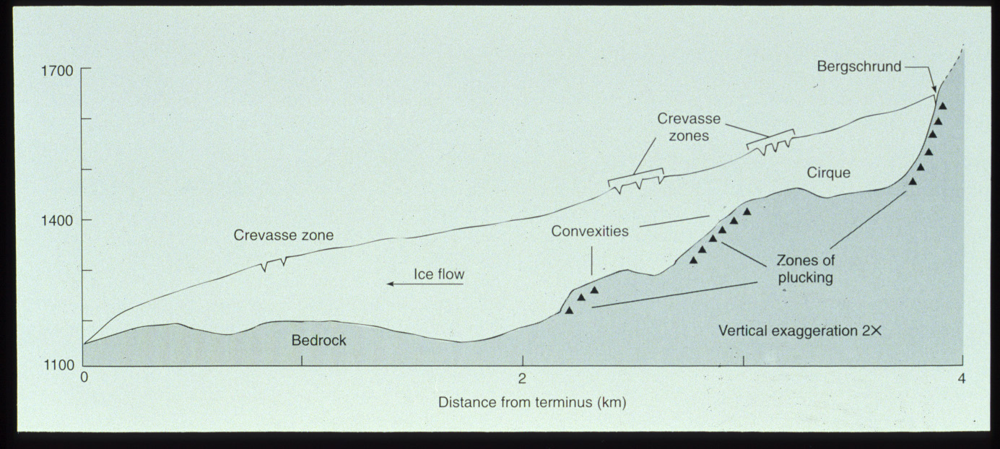 1700
Bergschrund
Crevasse
zones
Cirque
1400
Crevasse zone
Convexities
Ice flow
Zones of
plucking
Bedrock
Vertical exaggeration 2X
1100
0
2
4
Distance from terminus (km)